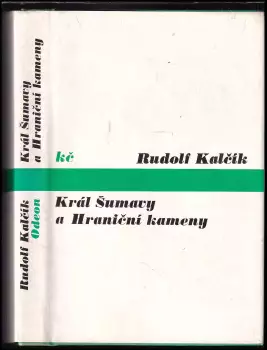 Král Šumavy
a Hraniční kameny
Rudolf Kalčík
Odeon
kč
Rudolf Kalčík
Král Šumavy
a Hraniční kameny